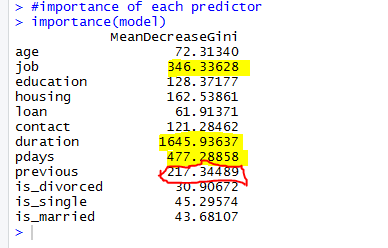 > #importance of each predictor
> importance(model)
MeanDecreaseGini
age 72.31340
job 346.33628
education 128.37177
housing 162.53861
loan 61.91371
contact 121.28462
duration 1645.93637
pdays 477.28858
previous 217.34489
is_divorced 30.90672
is_single 45.29574
is_married 43.68107
>